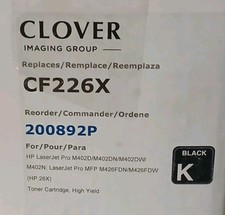 CLOVER
IMAGING GROUP
Replaces/Remplace/Reemplaza
CF226X
Reorder/Commander/Ordene
200892P
For/Pour/Para
HP LaserJet Pro M402D/M402DN/M402DW/
M402N; LaserJet Pro MFP M426FDN/M426FDW
(HP 26X)
Toner Cartridge, High Yield
BLACK
K